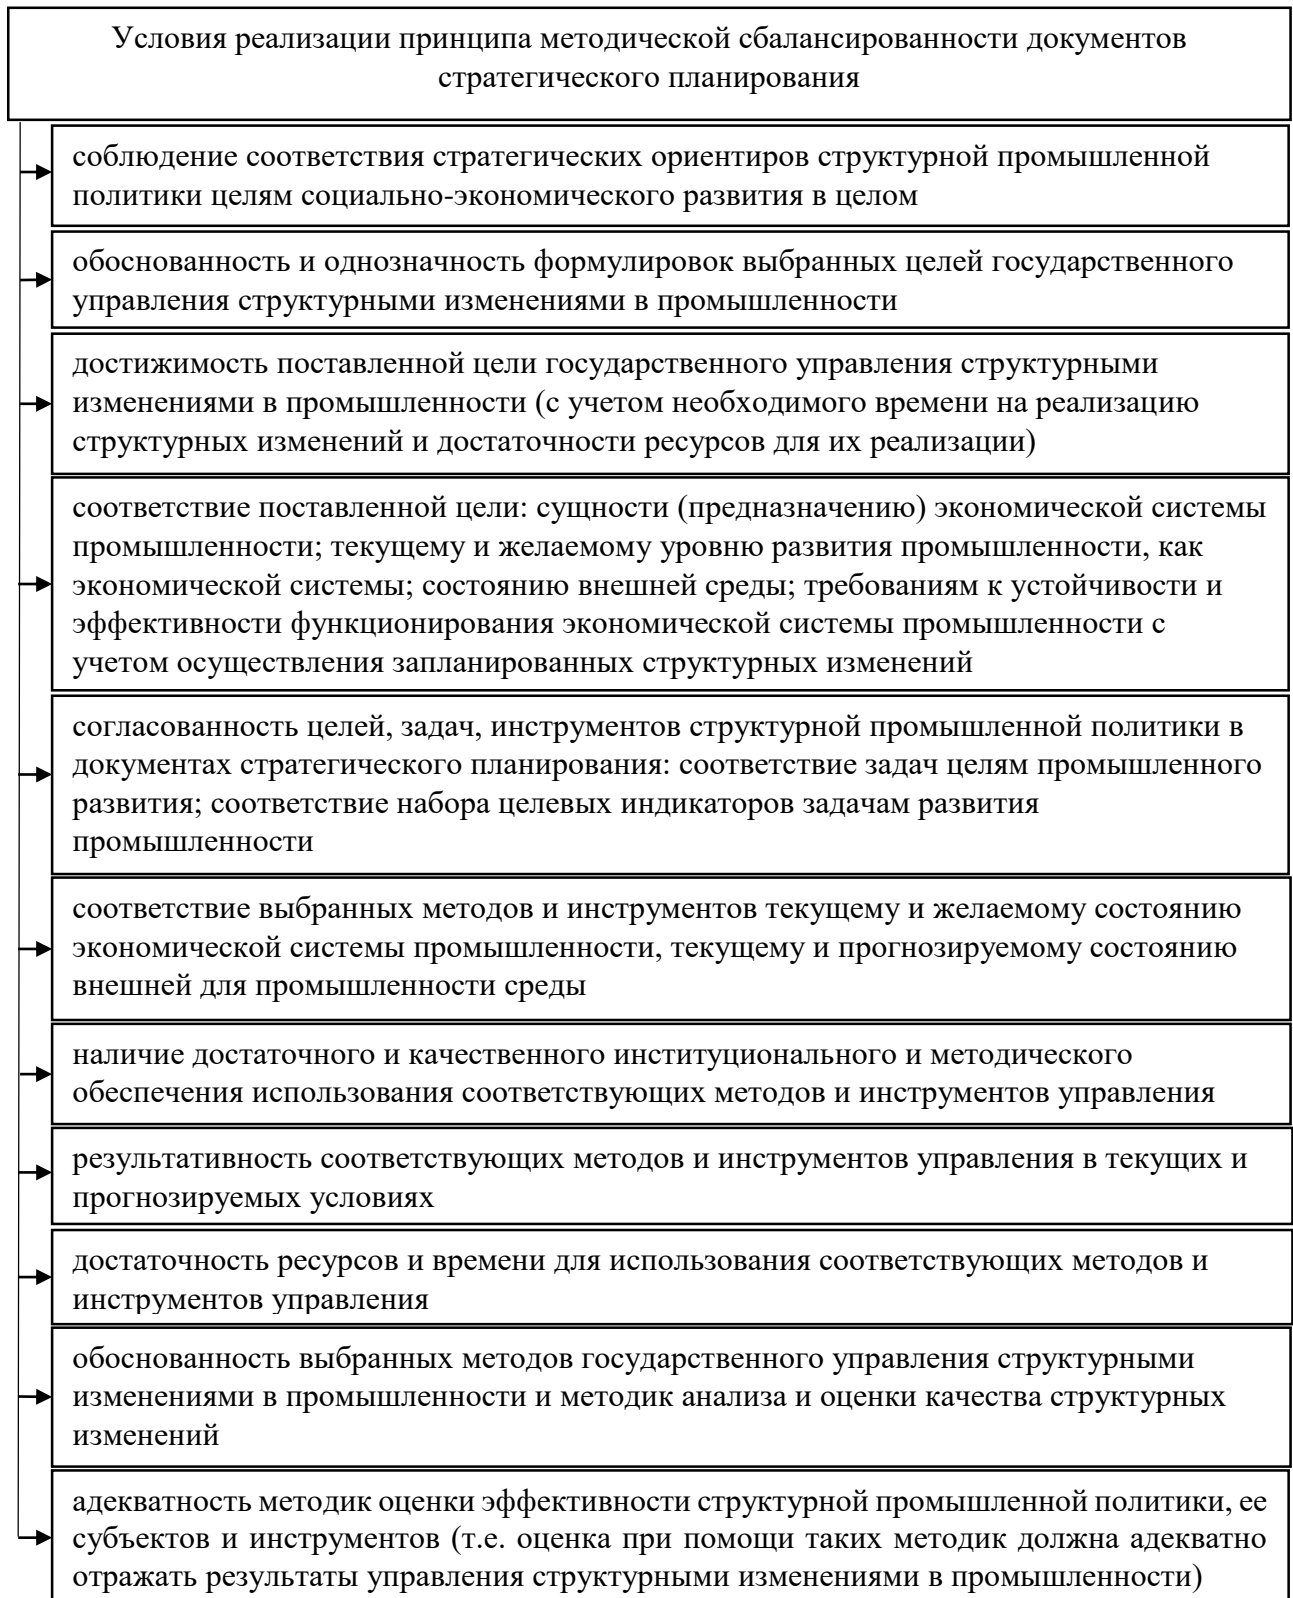 Условия реализации принципа методической сбалансированности документов
стратегического планирования
соблюдение соответствия стратегических ориентиров структурной промышленной
политики целям социально-экономического развития в целом
обоснованность и однозначность формулировок выбранных целей государственного
управления структурными изменениями в промышленности
достижимость поставленной цели государственного управления структурными
изменениями в промышленности (с учетом необходимого времени на реализацию
структурных изменений и достаточности ресурсов для их реализации)
соответствие поставленной цели: сущности (предназначению) экономической системы
промышленности; текущему и желаемому уровню развития промышленности, как
экономической системы; состоянию внешней среды; требованиям к устойчивости и
эффективности функционирования экономической системы промышленности с
учетом осуществления запланированных структурных изменений
согласованность целей, задач, инструментов структурной промышленной политики в
документах стратегического планирования: соответствие задач целям промышленного
развития; соответствие набора целевых индикаторов задачам развития
промышленности
соответствие выбранных методов и инструментов текущему и желаемому состоянию
экономической системы промышленности, текущему и прогнозируемому состоянию
внешней для промышленности среды
наличие достаточного и качественного институционального и методического
обеспечения использования соответствующих методов и инструментов управления
результативность соответствующих методов и инструментов управления в текущих и
прогнозируемых условиях
достаточность ресурсов и времени для использования соответствующих методов и
инструментов управления
обоснованность выбранных методов государственного управления структурными
изменениями в промышленности и методик анализа и оценки качества структурных
изменений
адекватность методик оценки эффективности структурной промышленной политики, ее
субъектов и инструментов (т.е. оценка при помощи таких методик должна адекватно
отражать результаты управления структурными изменениями в промышленности)